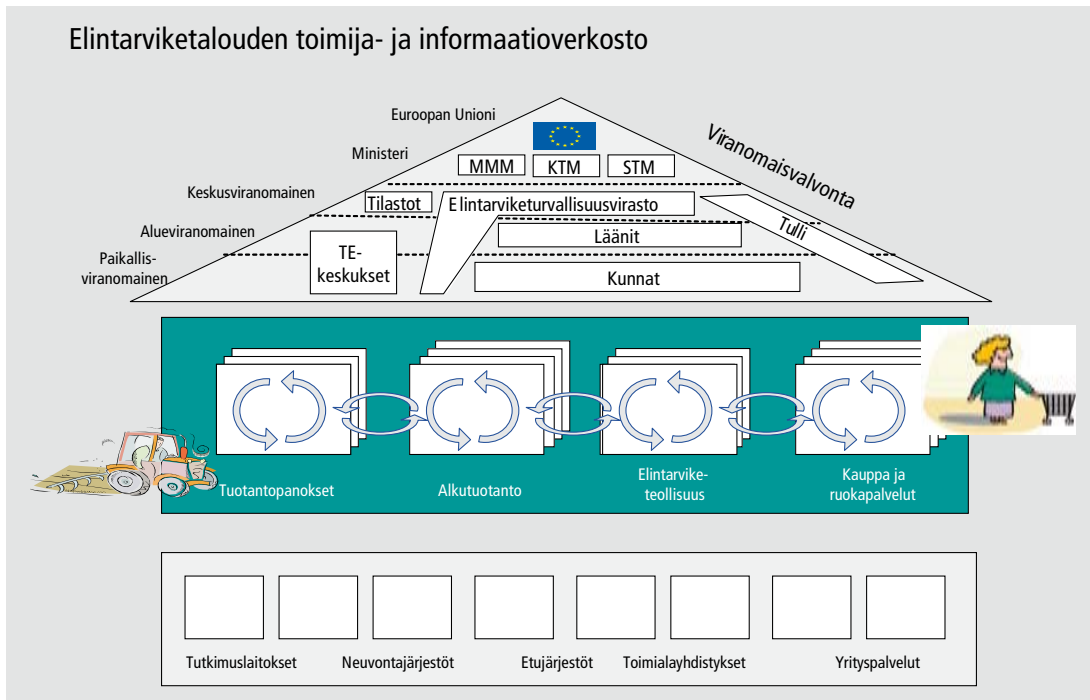 Elintarviketalouden toimija- ja informaatioverkosto
Euroopan Unioni
Viranomaisvalvonta
Ministeri
MMM
KTM
STM
Keskusviranomainen
Tilastot
Elintarviketurvallisuusvirasto
Tulli
Alueviranomainen
Läänit
Paikallis-
viranomainen
TE-
keskukset
Kunnat
Tuotantopanokset
Alkutuotanto
Elintarvike-
teollisuus
Kauppa ja
ruokapalvelut
Tutkimuslaitokset
Neuvontajärjestöt
Etujärjestöt
Toimialayhdistykset
Yrityspalvelut